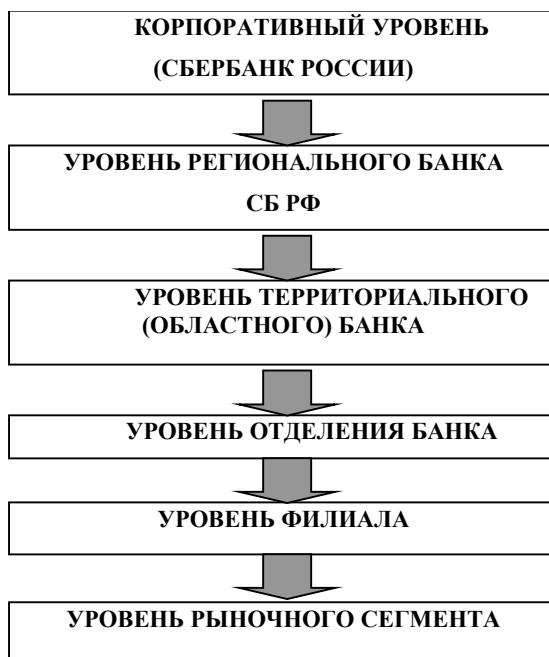 КОРПОРАТИВНЫЙ УРОВЕНЬ
(СБЕРБАНК РОССИИ)
УРОВЕНЬ РЕГИОНАЛЬНОГО БАНКА
СБ РФ
УРОВЕНЬ ТЕРРИТОРИАЛЬНОГО
(ОБЛАСТНОГО) БАНКА
УРОВЕНЬ ОТДЕЛЕНИЯ БАНКА
УРОВЕНЬ ФИЛИАЛА
УРОВЕНЬ РЫНОЧНОГО СЕГМЕНТА